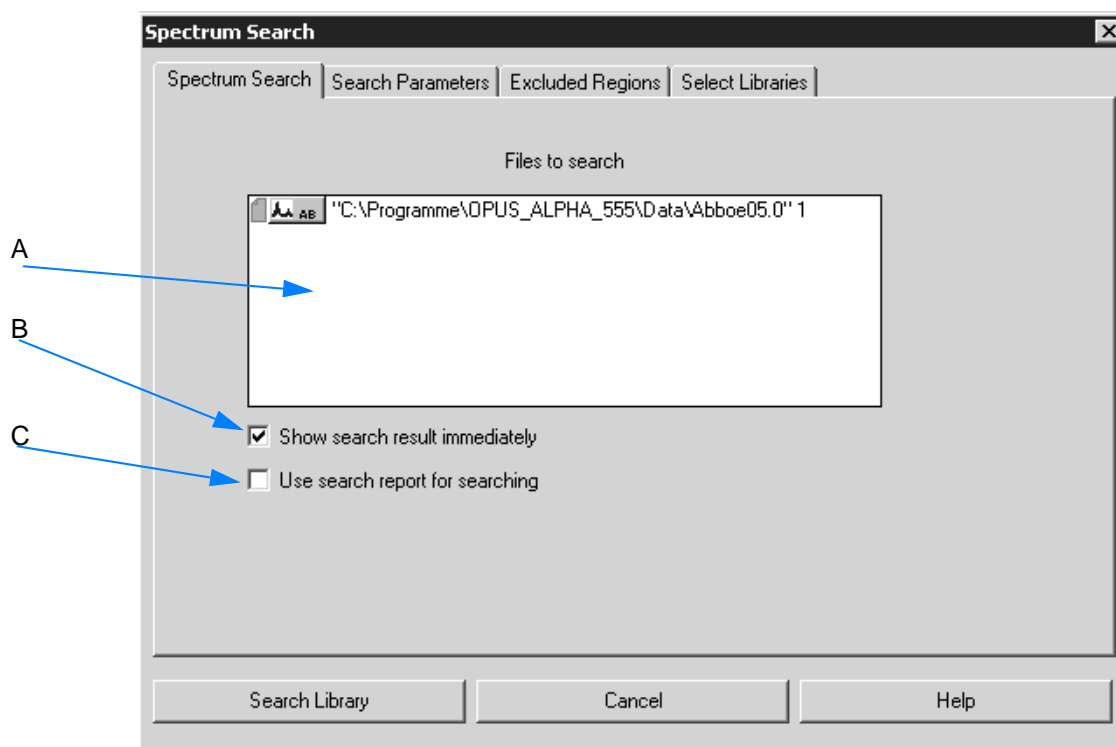 Spectrum Search
Spectrum Search Search Parameters Excluded Regions Select Libraries
Files to search
AB "C:\Programme\OPUS_ALPHA_555\Data\Abboe05.0" 1
A
B
Show search result immediately
C
Use search report for searching
Search Library Cancel Help